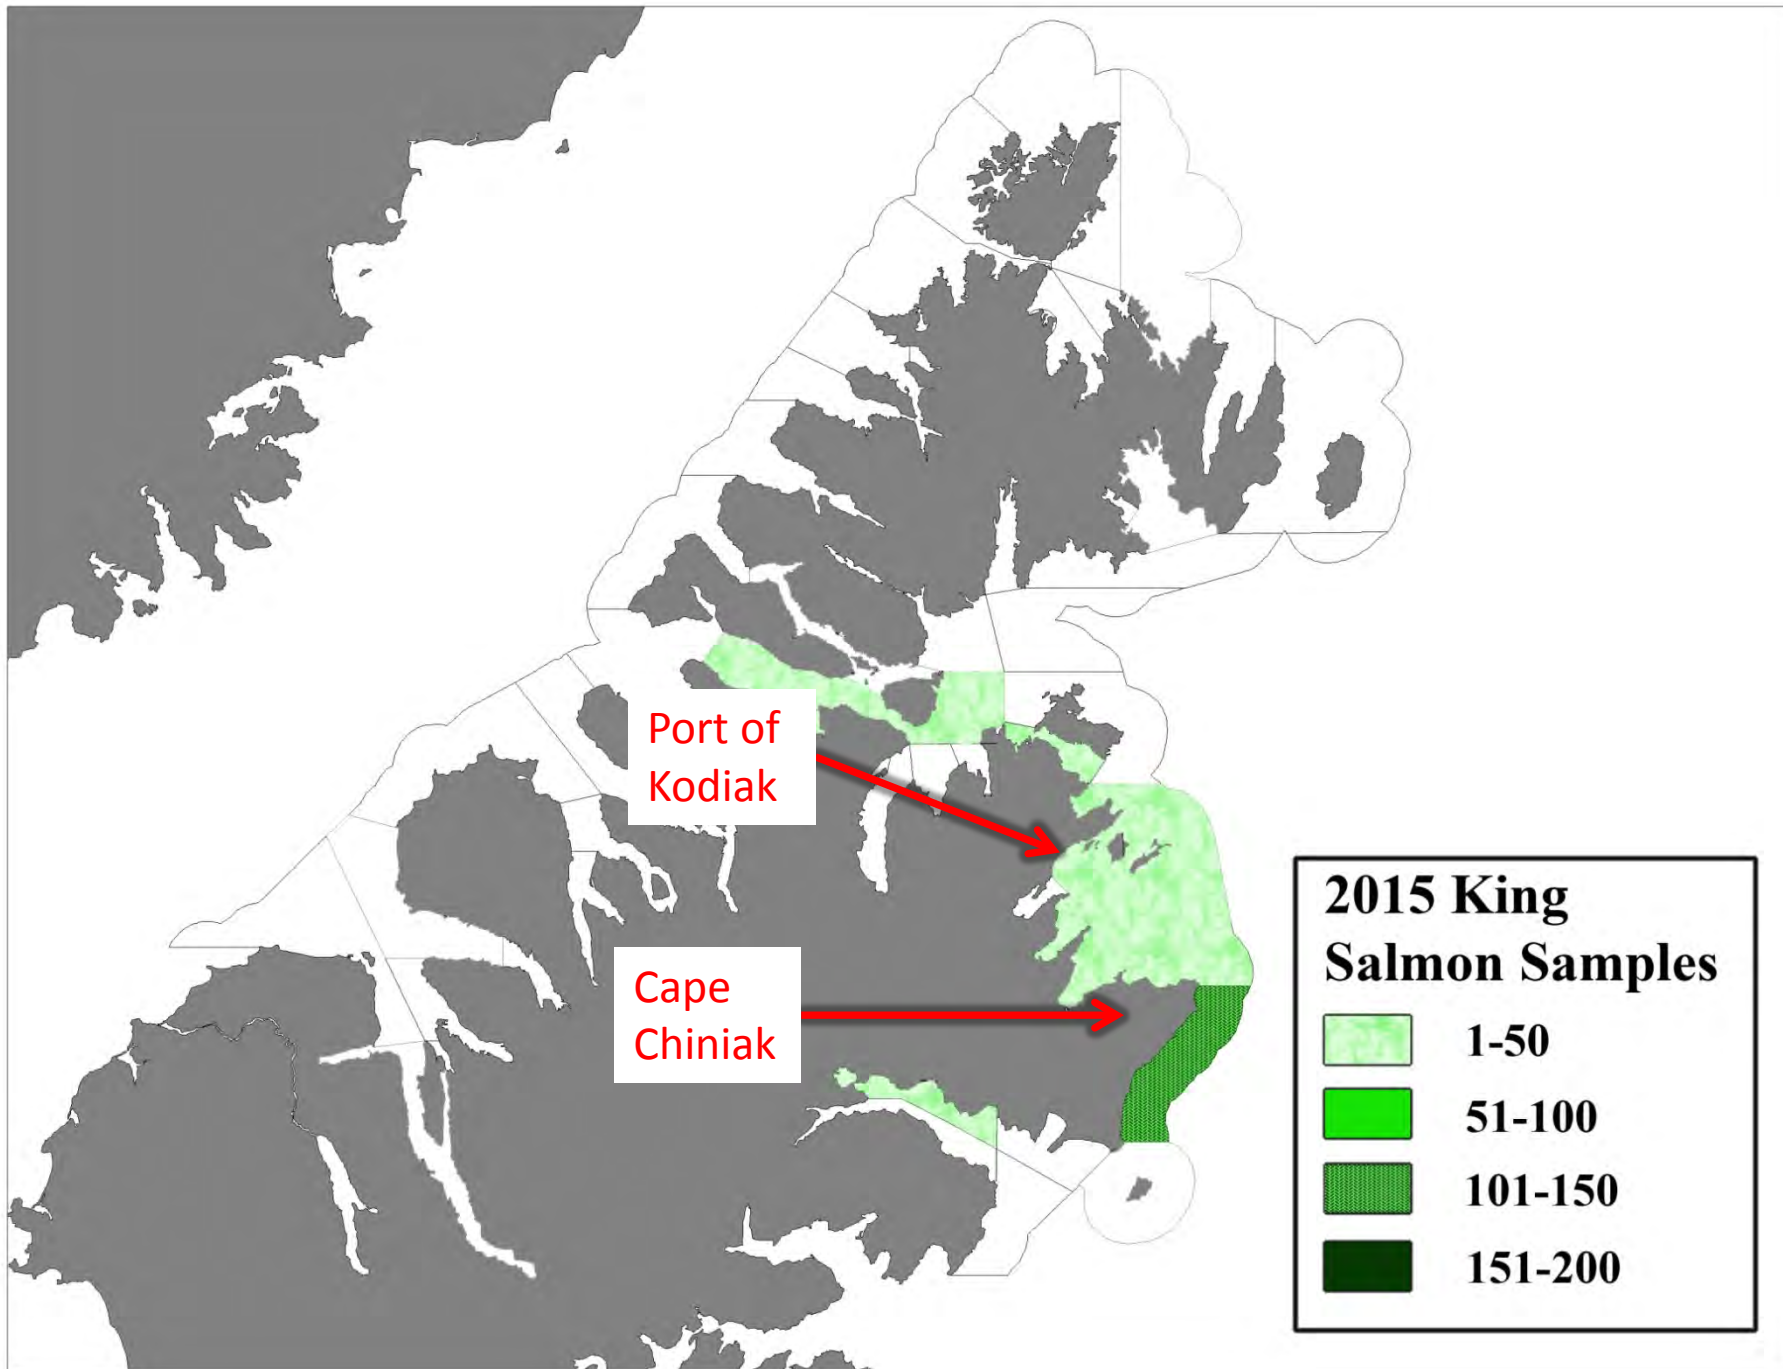 Port of
Kodiak
Cape
Chiniak
2015 King
Salmon Samples
1-50
51-100
101-150
151-200